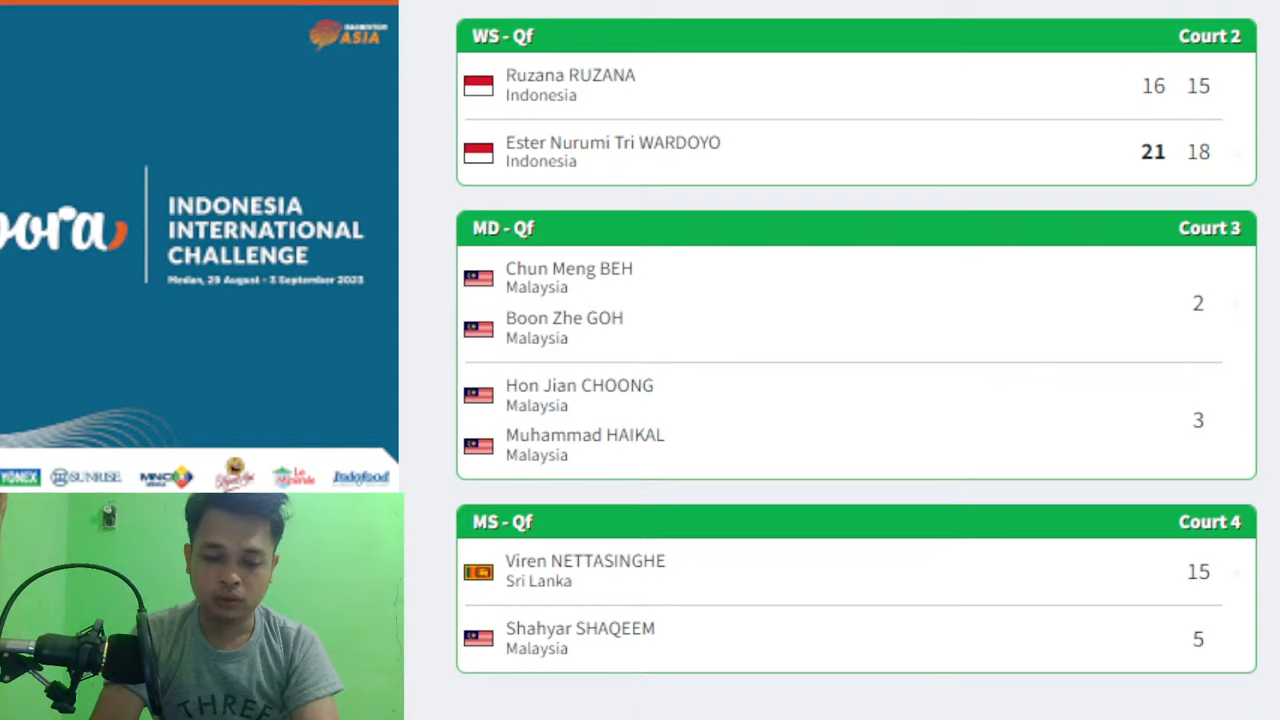 BADMINTON
ASIA
INDONESIA
INTERNATIONAL
CHALLENGE
Medan, 29 August - 3 September 2023
YONEX
SUNRISE
Le Minerale
Indofood
THREE
WS - Qf
Court 2
Ruzana RUZANA
Indonesia
16 15
Ester Nurumi Tri WARDOYO
Indonesia
21 18
MD - Qf
Court 3
Chun Meng BEH
Malaysia
Boon Zhe GOH
Malaysia
2
Hon Jian CHOONG
Malaysia
Muhammad HAIKAL
Malaysia
3
MS - Qf
Court 4
Viren NETTASINGHE
Sri Lanka
15
Shahyar SHAQEEM
Malaysia
5